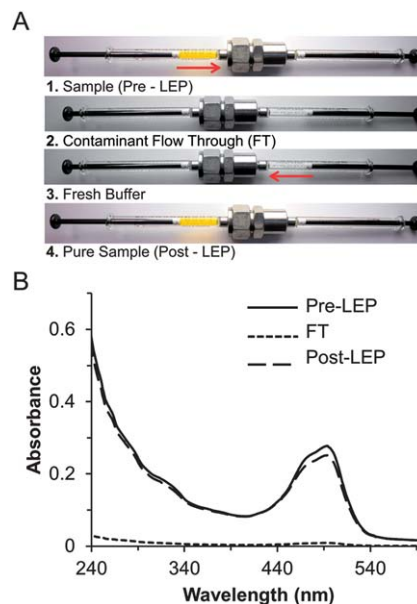 A
1. Sample (Pre - LEP)
2. Contaminant Flow Through (FT)
3. Fresh Buffer
4. Pure Sample (Post - LEP)
B
Pre-LEP
FT
Post-LEP
0.6
0.4
0.2
0
Absorbance
240
340
440
540
Wavelength (nm)